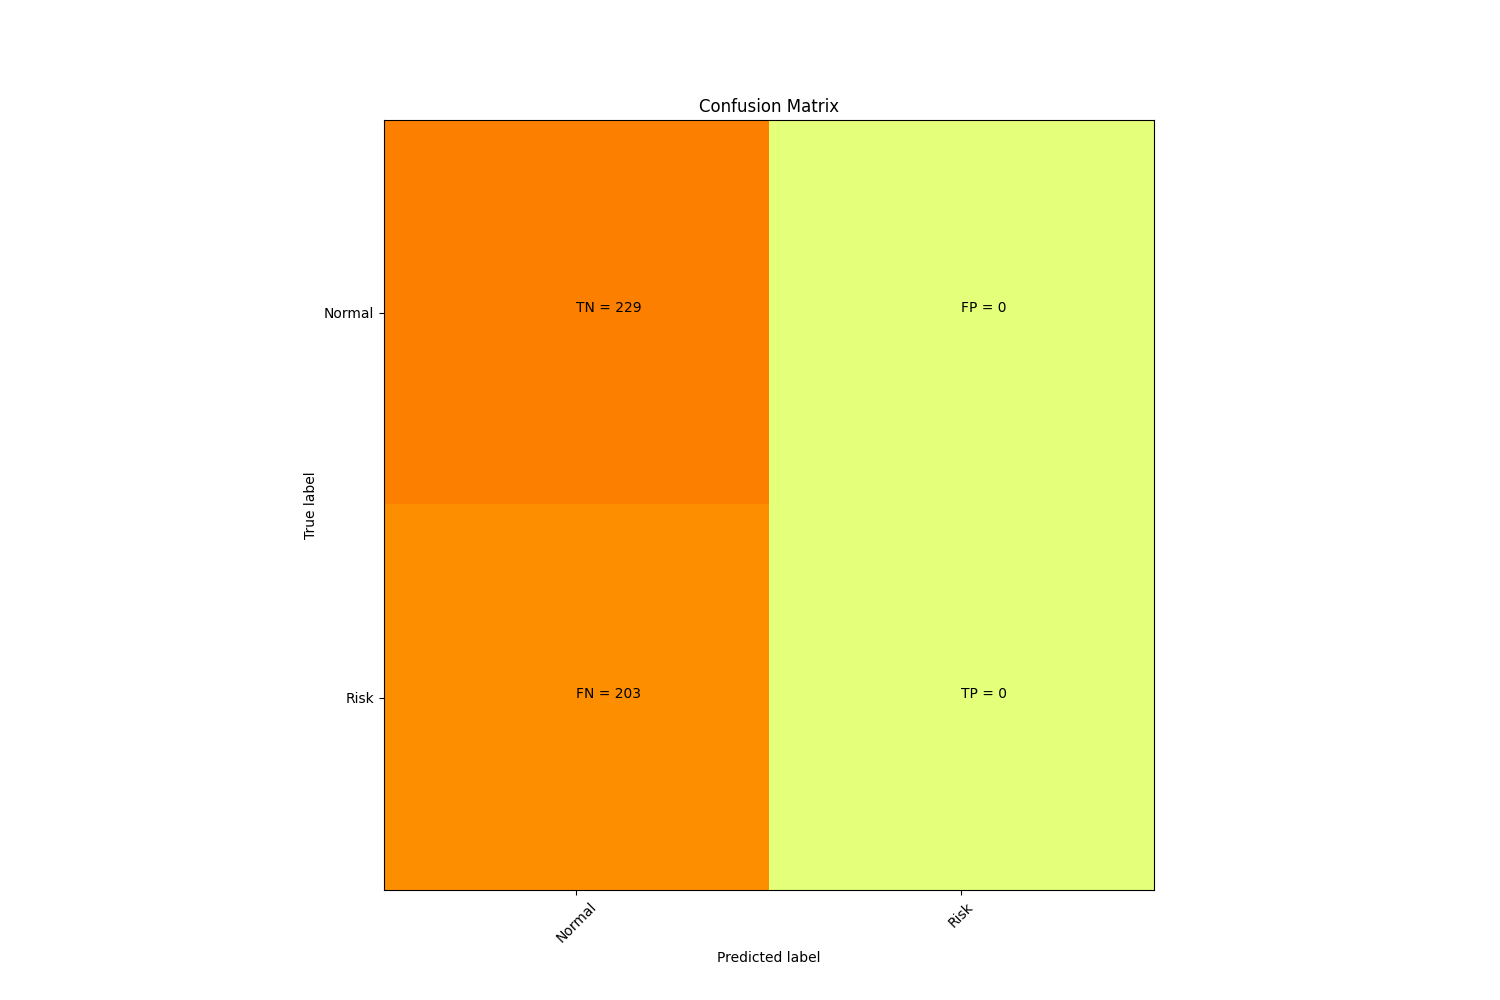 Confusion Matrix
Normal
TN = 229
FP = 0
True label
Risk
FN = 203
TP = 0
Normal
Risk
Predicted label